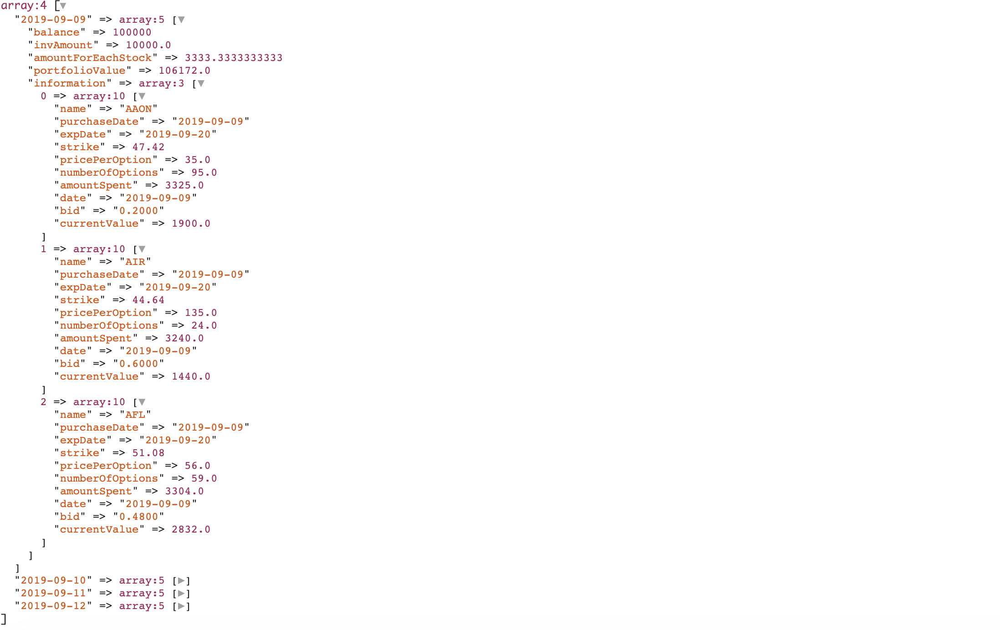 array:4 [▼
  "2019-09-09" => array:5 [▼
    "balance" => 100000
    "invAmount" => 10000.0
    "amountForEachStock" => 3333.3333333333
    "portfolioValue" => 106172.0
    "information" => array:3 [▼
      0 => array:10 [▼
        "name" => "AAON"
        "purchaseDate" => "2019-09-09"
        "expDate" => "2019-09-20"
        "strike" => 47.42
        "pricePerOption" => 35.0
        "numberOfOptions" => 95.0
        "amountSpent" => 3325.0
        "date" => "2019-09-09"
        "bid" => "0.2000"
        "currentValue" => 1900.0
      ]
      1 => array:10 [▼
        "name" => "AIR"
        "purchaseDate" => "2019-09-09"
        "expDate" => "2019-09-20"
        "strike" => 44.64
        "pricePerOption" => 135.0
        "numberOfOptions" => 24.0
        "amountSpent" => 3240.0
        "date" => "2019-09-09"
        "bid" => "0.6000"
        "currentValue" => 1440.0
      ]
      2 => array:10 [▼
        "name" => "AFL"
        "purchaseDate" => "2019-09-09"
        "expDate" => "2019-09-20"
        "strike" => 51.08
        "pricePerOption" => 56.0
        "numberOfOptions" => 59.0
        "amountSpent" => 3304.0
        "date" => "2019-09-09"
        "bid" => "0.4800"
        "currentValue" => 2832.0
      ]
    ]
  ]
  "2019-09-10" => array:5 [▶]
  "2019-09-11" => array:5 [▶]
  "2019-09-12" => array:5 [▶]
]